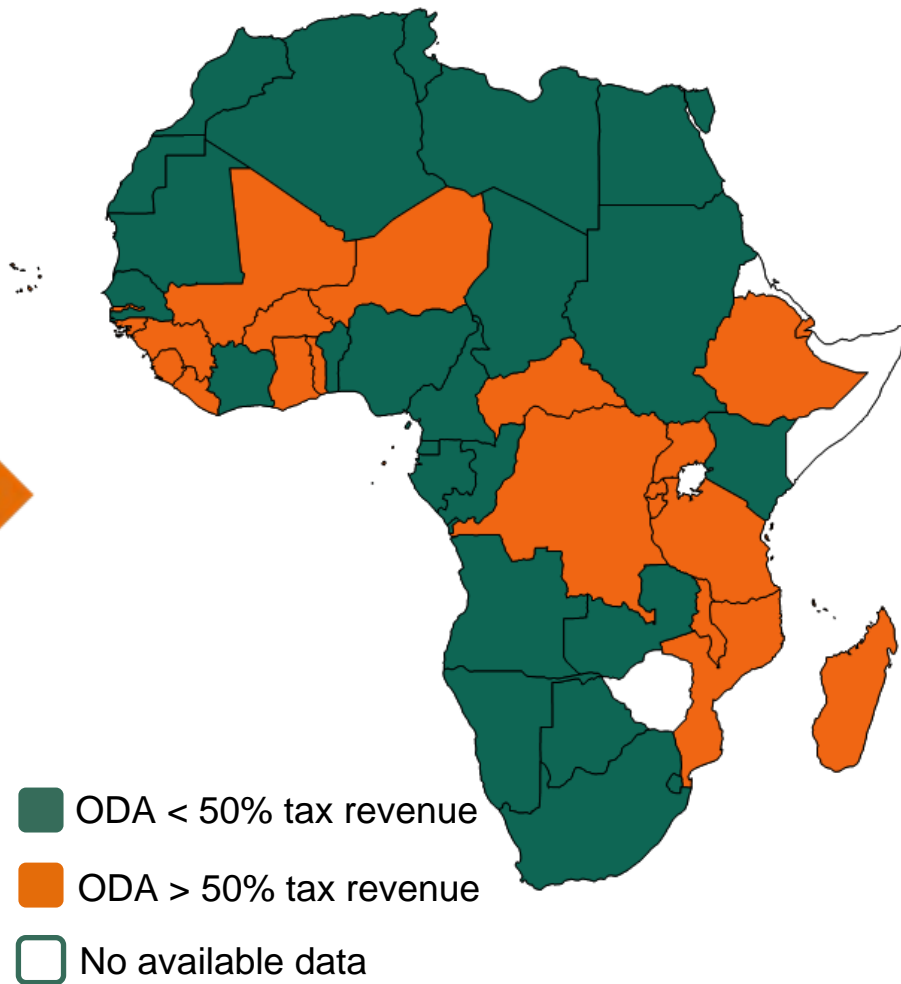 ODA < 50% tax revenue
ODA > 50% tax revenue
No available data